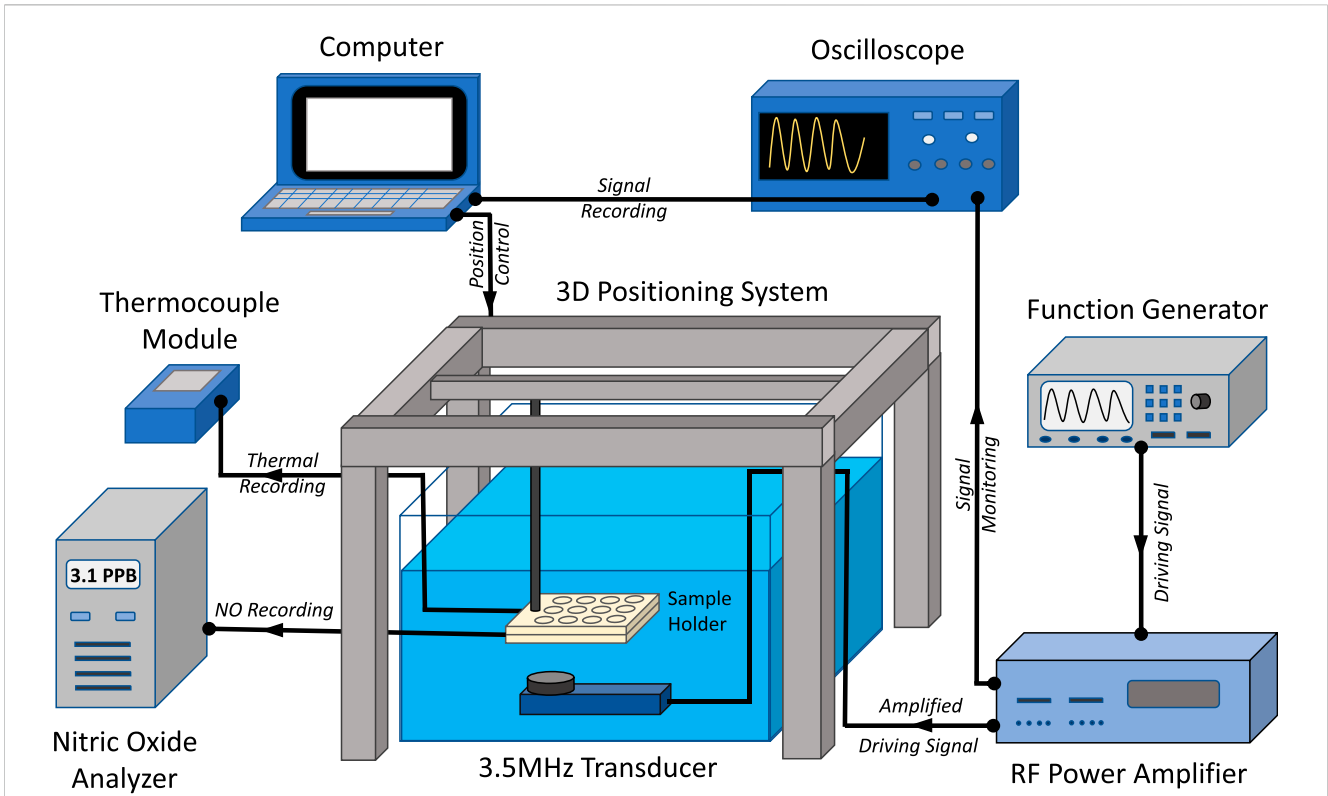 Computer
Oscilloscope
Signal
Recording
Position
Control
3D Positioning System
Thermocouple
Module
Function Generator
Thermal
Recording
Signal
Monitoring
Driving Signal
3.1 PPB
NO Recording
Sample
Holder
Amplified
Driving Signal
Nitric Oxide
Analyzer
3.5MHz Transducer
RF Power Amplifier